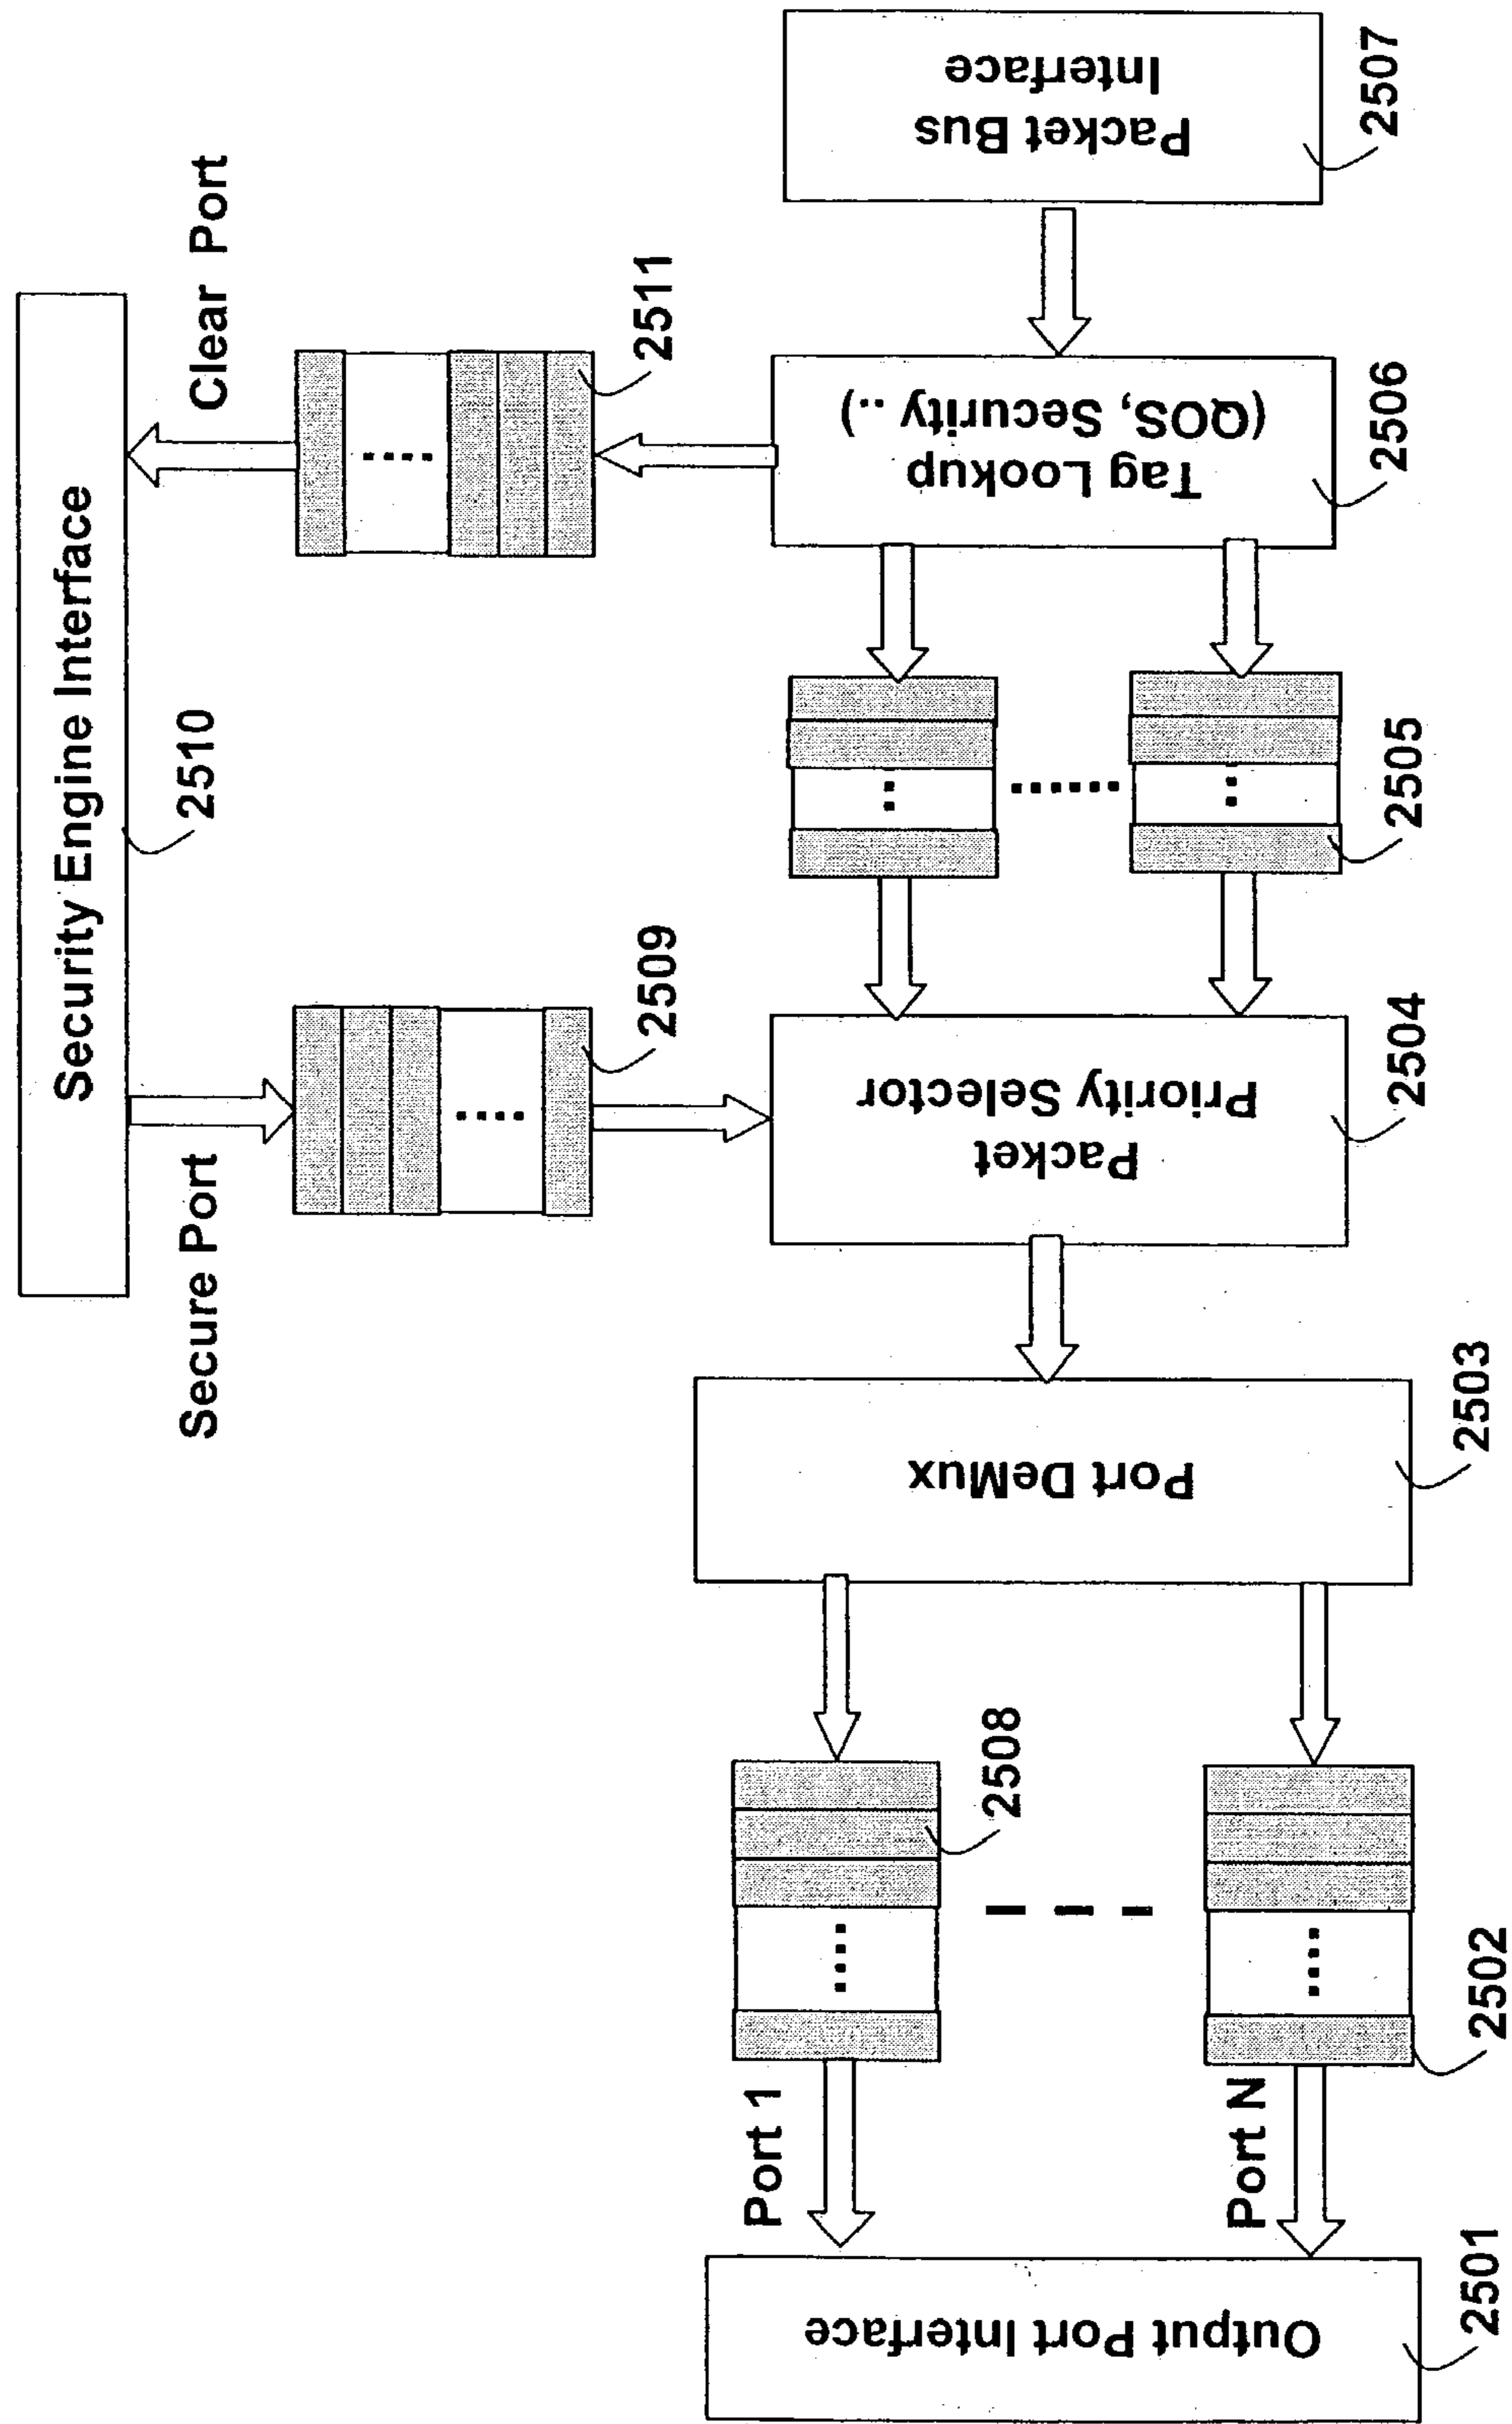 Security Engine Interface
2510
Secure Port
Clear Port
2509
2511
Output Port Interface
2501
Port 1
Port N
2508
2502
Port DeMux
2503
Packet
Priority Selector
2504
2505
Tag Lookup
(QOS, Security ..)
2506
Packet Bus
Interface
2507